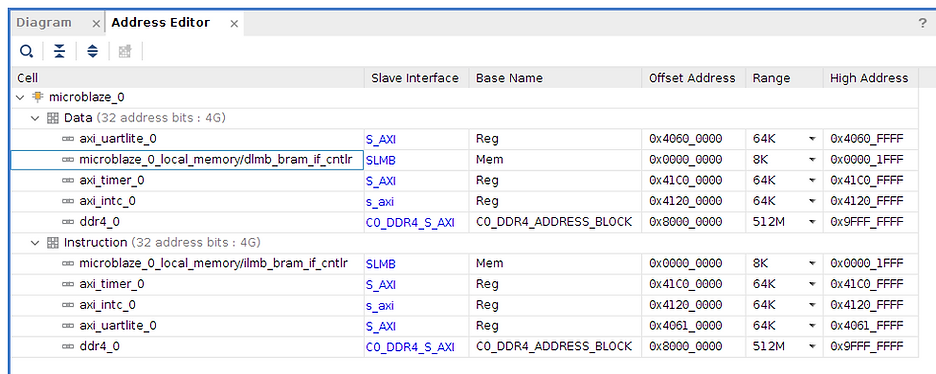 Diagram × Address Editor × ?
Cell Slave Interface Base Name Offset Address Range High Address
microblaze_0
Data (32 address bits : 4G)
axi_uartlite_0 S_AXI Reg 0x4060_0000 64K 0x4060_FFFF
microblaze_0_local_memory/dlmb_bram_if_cntlr SLMB Mem 0x0000_0000 8K 0x0000_1FFF
axi_timer_0 S_AXI Reg 0x41C0_0000 64K 0x41C0_FFFF
axi_intc_0 s_axi Reg 0x4120_0000 64K 0x4120_FFFF
ddr4_0 C0_DDR4_S_AXI C0_DDR4_ADDRESS_BLOCK 0x8000_0000 512M 0x9FFF_FFFF
Instruction (32 address bits : 4G)
microblaze_0_local_memory/ilmb_bram_if_cntlr SLMB Mem 0x0000_0000 8K 0x0000_1FFF
axi_timer_0 S_AXI Reg 0x41C0_0000 64K 0x41C0_FFFF
axi_intc_0 s_axi Reg 0x4120_0000 64K 0x4120_FFFF
axi_uartlite_0 S_AXI Reg 0x4061_0000 64K 0x4061_FFFF
ddr4_0 C0_DDR4_S_AXI C0_DDR4_ADDRESS_BLOCK 0x8000_0000 512M 0x9FFF_FFFF